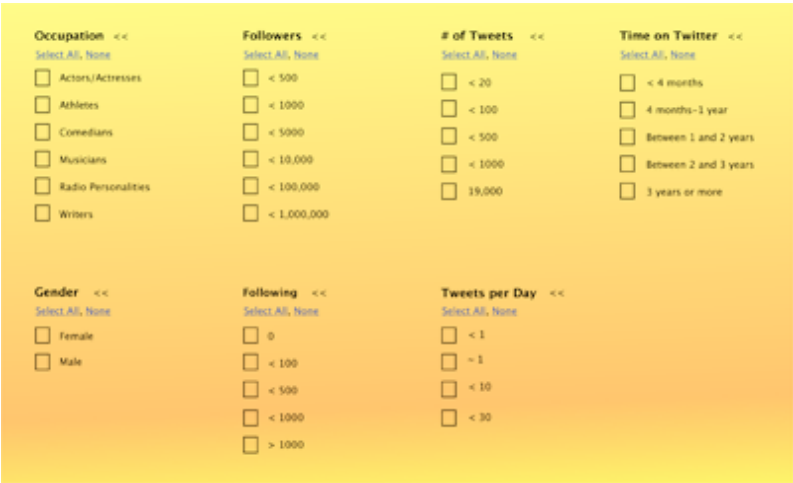 Occupation <<
Select All, None
Actors/Actresses
Athletes
Comedians
Musicians
Radio Personalities
Writers
Followers <<
Select All, None
< 500
< 1000
< 5000
< 10,000
< 100,000
< 1,000,000
# of Tweets <<
Select All, None
< 20
< 100
< 500
< 1000
19,000
Time on Twitter <<
Select All, None
< 4 months
4 months-1 year
Between 1 and 2 years
Between 2 and 3 years
3 years or more
Gender <<
Select All, None
Female
Male
Following <<
Select All, None
0
< 100
< 500
< 1000
> 1000
Tweets per Day <<
Select All, None
< 1
~ 1
< 10
< 30